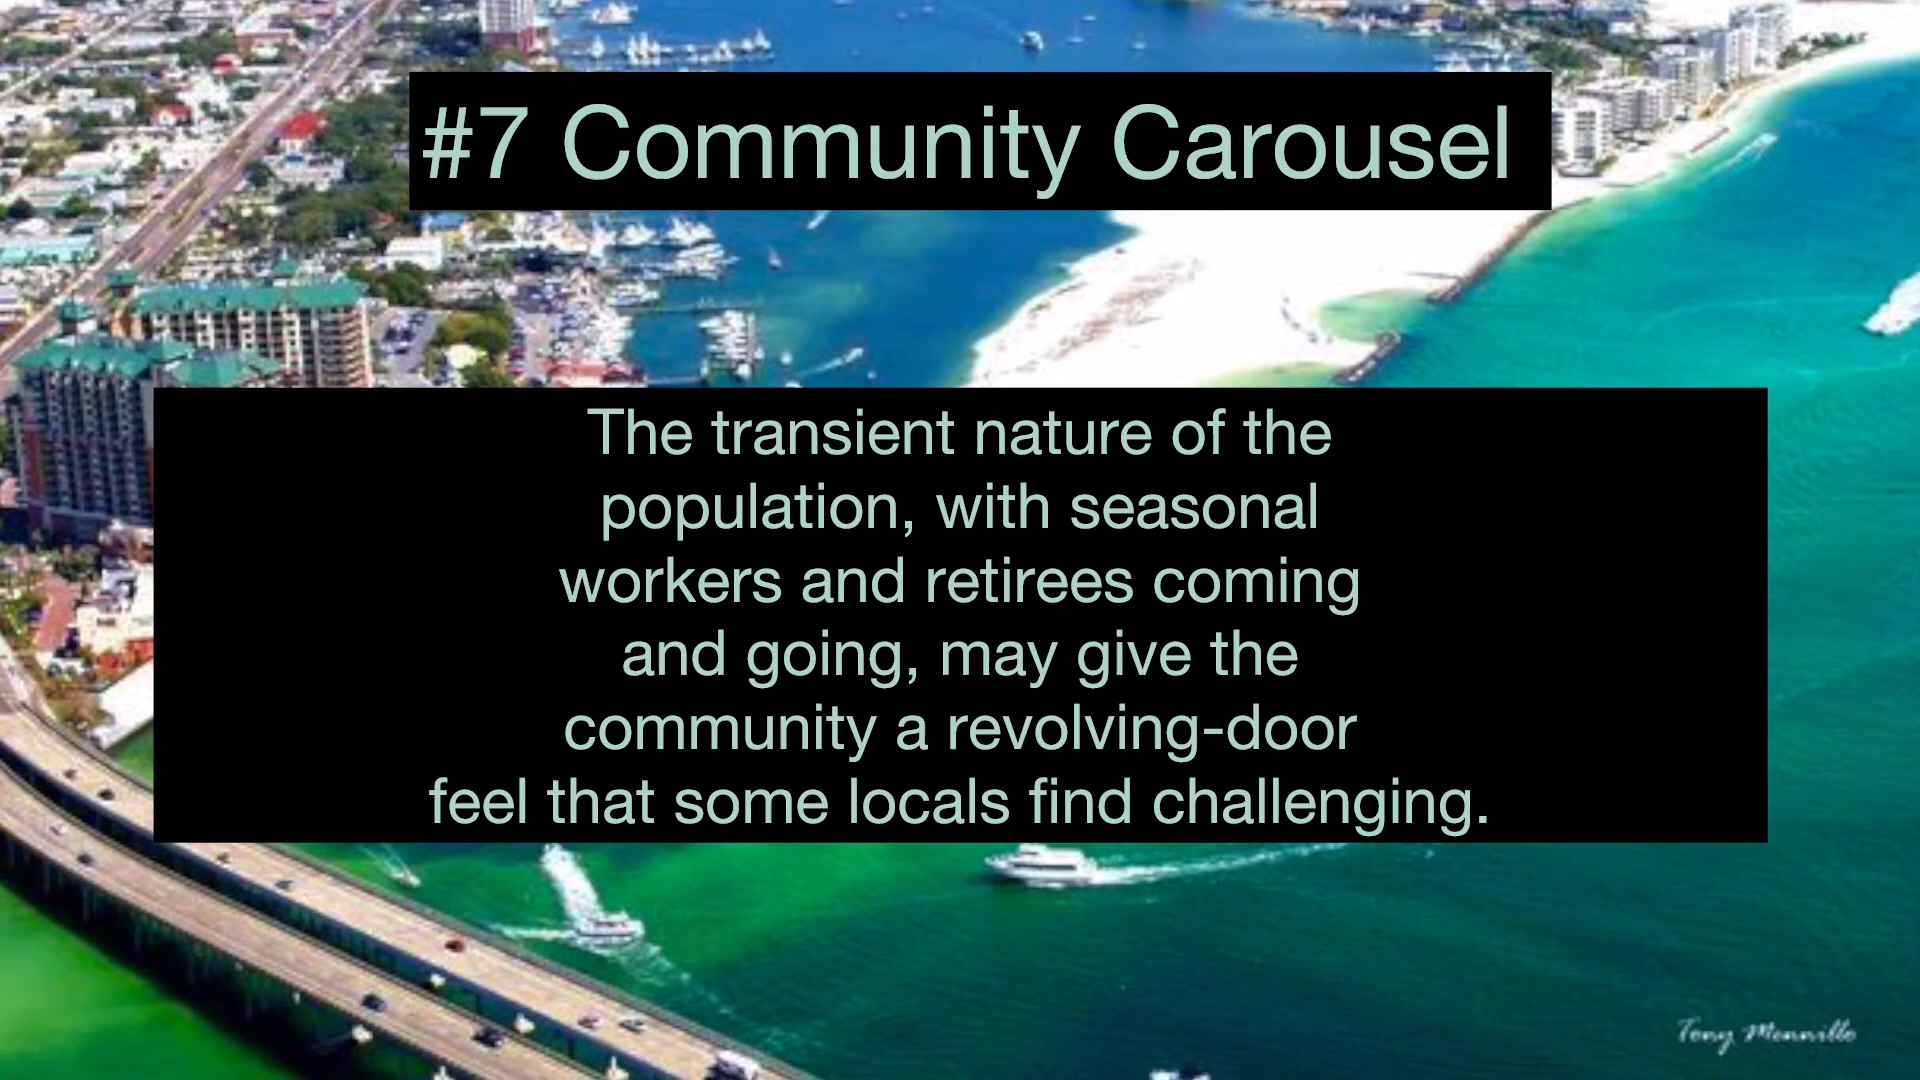 #7 Community Carousel
The transient nature of the
population, with seasonal
workers and retirees coming
and going, may give the
community a revolving-door
feel that some locals find challenging.
Tony Mennillo